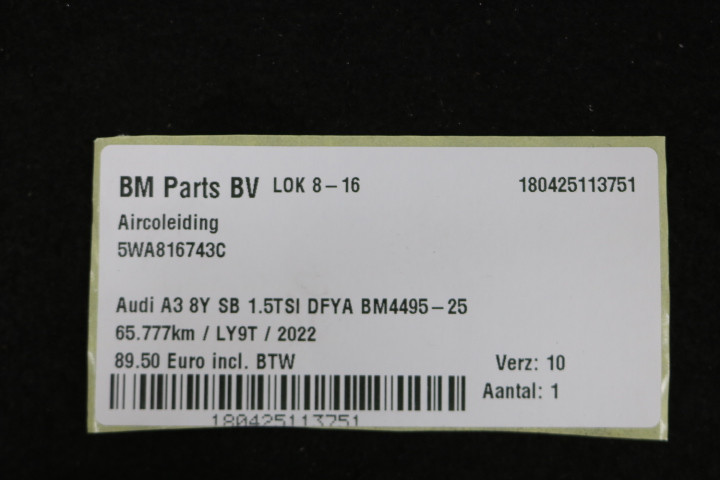 BM Parts BV LOK 8-16 180425113751
Aircoleiding
5WA816743C
Audi A3 8Y SB 1.5TSI DFYA BM4495-25
65.777km / LY9T / 2022
89.50 Euro incl. BTW Verz: 10
Aantal: 1
180425113751